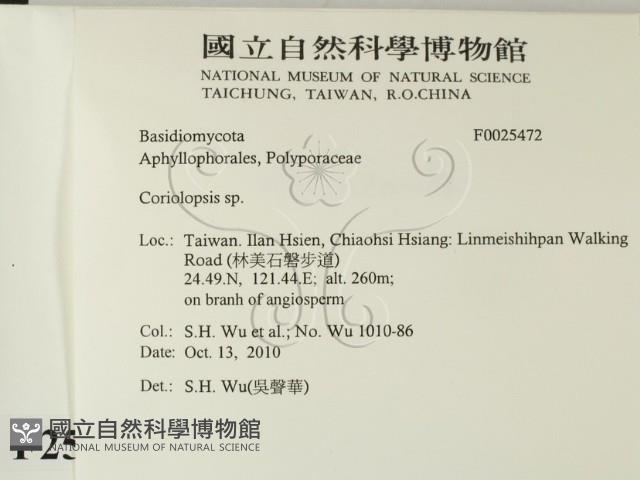 國立自然科學博物館
NATIONAL MUSEUM OF NATURAL SCIENCE
TAICHUNG, TAIWAN, R.O.CHINA
Basidiomycota F0025472
Aphyllophorales, Polyporaceae
Coriolopsis sp.
Loc.: Taiwan. Ilan Hsien, Chiaohsi Hsiang: Linmeishihpan Walking
Road (林美石磐步道)
24.49.N, 121.44.E; alt. 260m;
on branh of angiosperm
Col.: S.H. Wu et al.; No. Wu 1010-86
Date: Oct. 13, 2010
Det.: S.H. Wu(吳聲華)
國立自然科學博物館
NATIONAL MUSEUM OF NATURAL SCIENCE